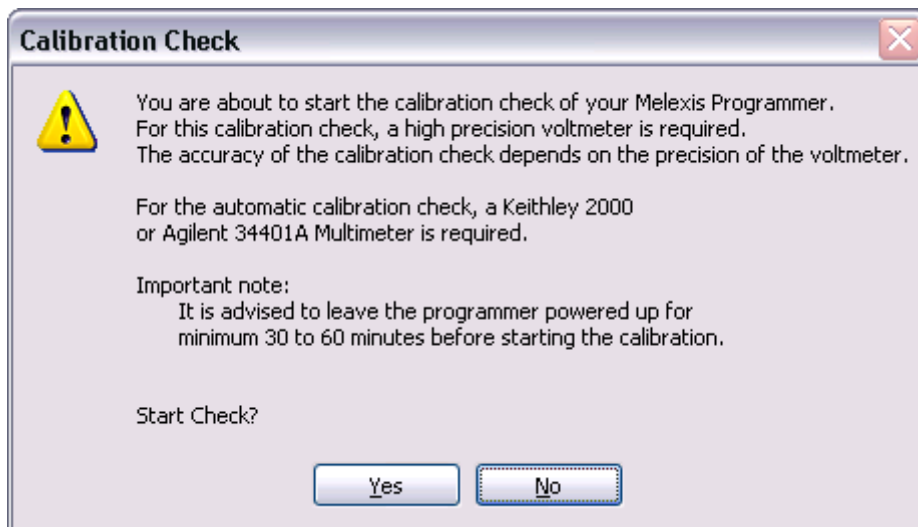 Calibration Check
You are about to start the calibration check of your Melexis Programmer.
For this calibration check, a high precision voltmeter is required.
The accuracy of the calibration check depends on the precision of the voltmeter.
For the automatic calibration check, a Keithley 2000
or Agilent 34401A Multimeter is required.
Important note:
It is advised to leave the programmer powered up for
minimum 30 to 60 minutes before starting the calibration.
Start Check?
Yes No